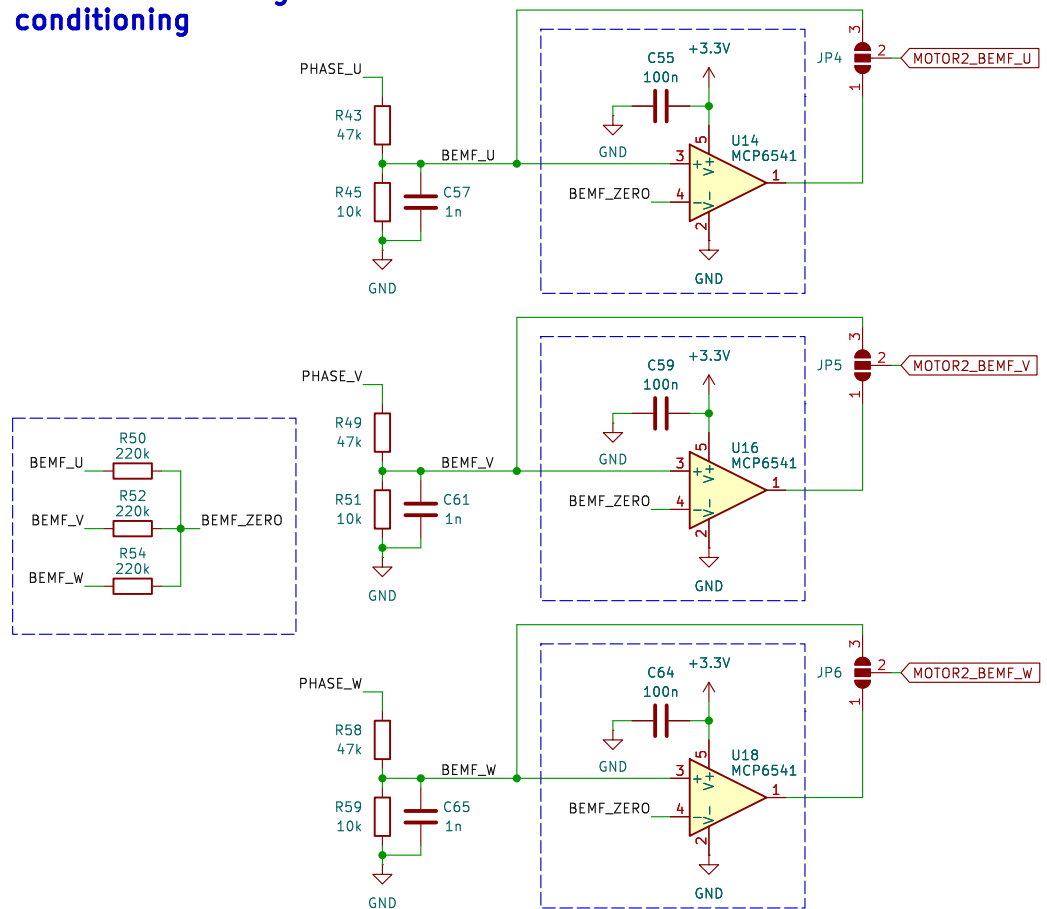 conditioning
PHASE_U
R43
47k
BEMF_U
R45
10k
C57
1n
GND
C55
100n
+3.3V
GND
U14
MCP6541
BEMF_ZERO
3
4
5
2
1
+
-
V+
V-
GND
JP4
3
2
1
MOTOR2_BEMF_U
PHASE_V
R49
47k
BEMF_V
R51
10k
C61
1n
GND
C59
100n
+3.3V
GND
U16
MCP6541
BEMF_ZERO
3
4
5
2
1
+
-
V+
V-
GND
JP5
3
2
1
MOTOR2_BEMF_V
R50
220k
BEMF_U
R52
220k
BEMF_V
BEMF_ZERO
R54
220k
BEMF_W
PHASE_W
R58
47k
BEMF_W
R59
10k
C65
1n
GND
C64
100n
+3.3V
GND
U18
MCP6541
BEMF_ZERO
3
4
5
2
1
+
-
V+
V-
GND
JP6
3
2
1
MOTOR2_BEMF_W